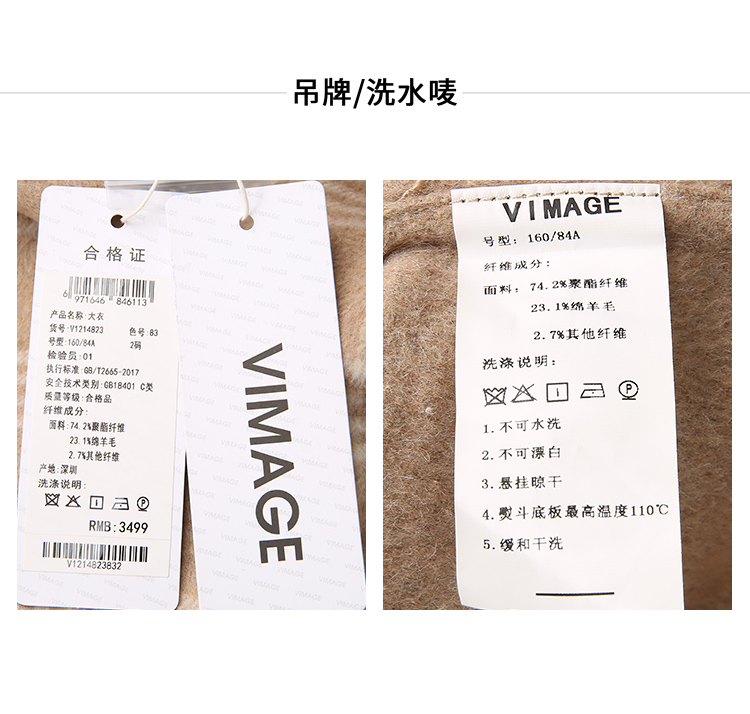 吊牌/洗水唛
合格证
6 971646 846113
产品名称:大衣
货号:V1214823 色号:83
号型:160/84A 2码
检验员:01
执行标准:GB/T2665-2017
安全技术类别:GB18401 C类
质量等级:合格品
纤维成分:
面料:74.2%聚酯纤维
23.1%绵羊毛
2.7%其他纤维
产地:深圳
洗涤说明:
RMB:3499
V1214823832
VIMAGE
VIMAGE
号型: 160/84A
纤维成分:
面料: 74.2%聚酯纤维
23.1%绵羊毛
2.7%其他纤维
洗涤说明:
1.不可水洗
2.不可漂白
3.悬挂晾干
4.熨斗底板最高温度110℃
5.缓和干洗